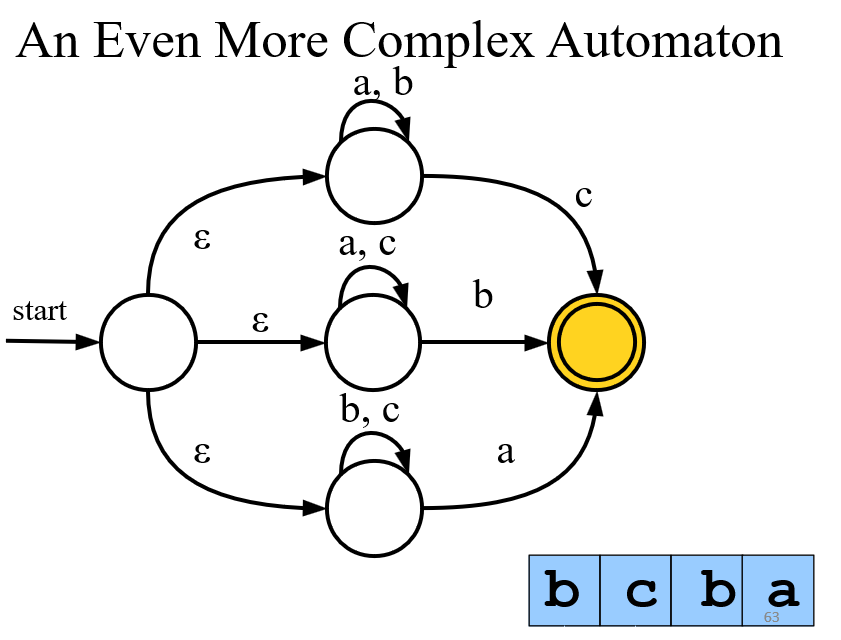 An Even More Complex Automaton
a, b
c
ε
a, c
start
ε
b
b, c
ε
a
b c b a
63